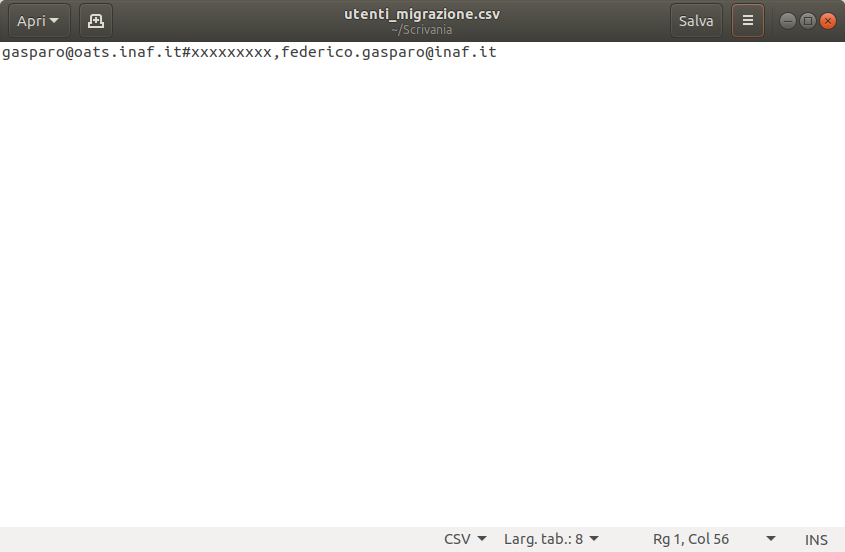 Apri
utenti_migrazione.csv
~/Scrivania
Salva
gasparo@oats.inaf.it#xxxxxxxxx,federico.gasparo@inaf.it
CSV
Larg. tab.: 8
Rg 1, Col 56
INS